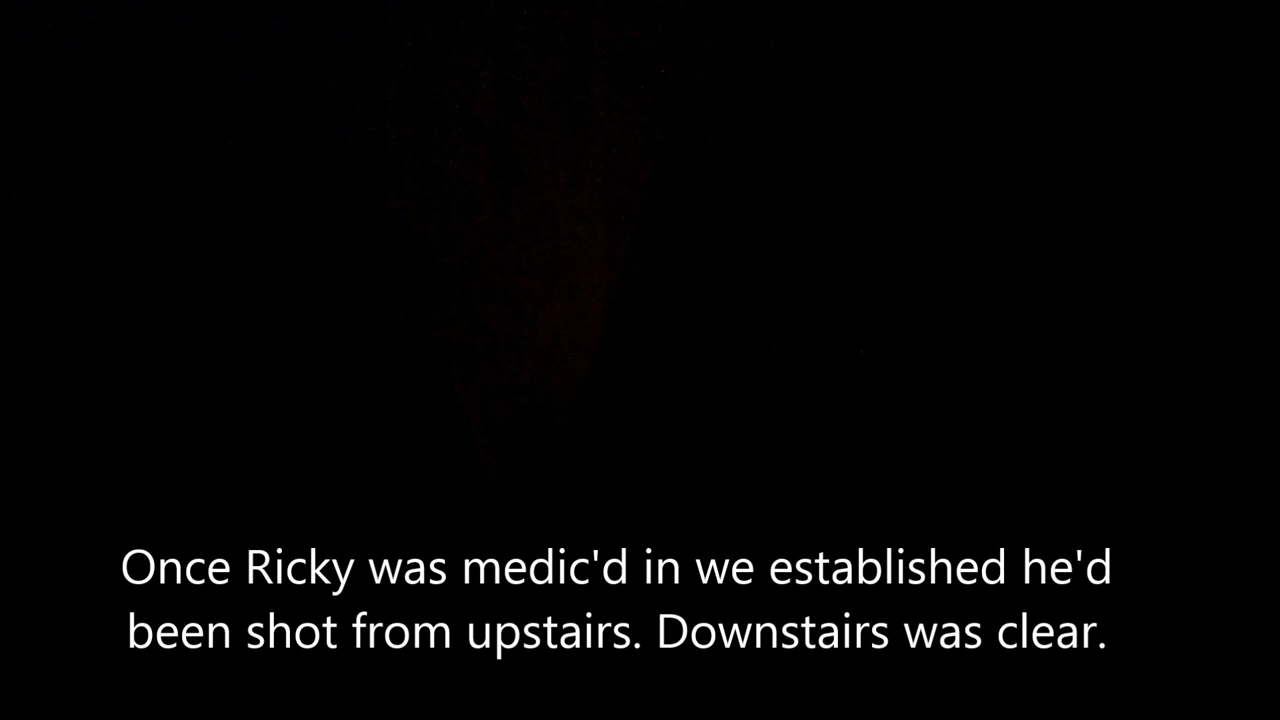 Once Ricky was medic'd in we established he'd
been shot from upstairs. Downstairs was clear.